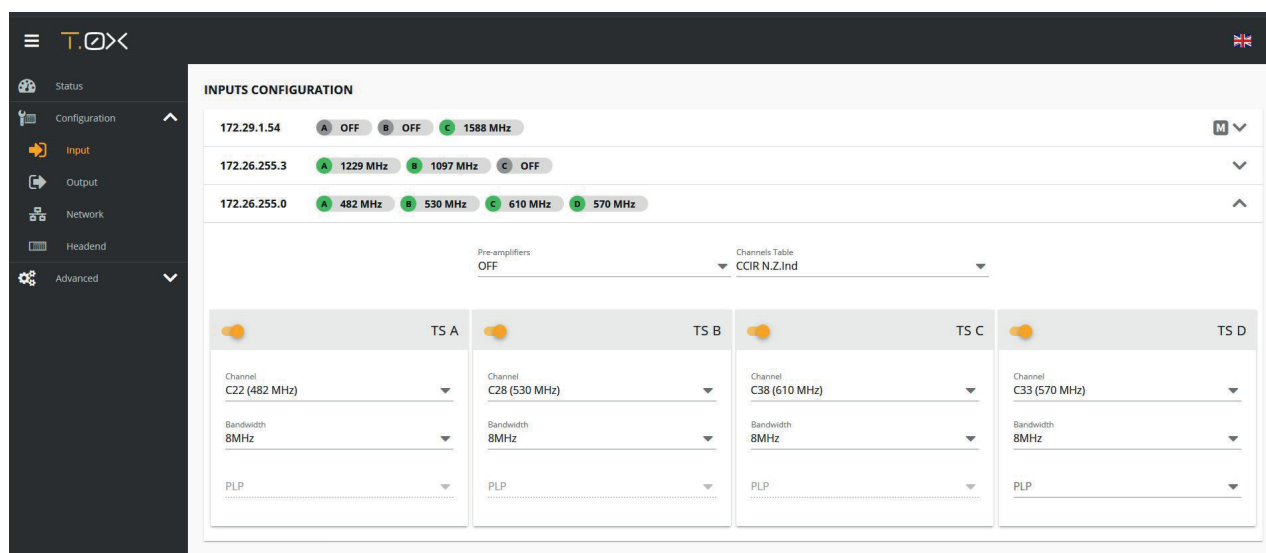 T.0X
Status
INPUTS CONFIGURATION
Configuration
172.29.1.54 A OFF B OFF C 1588 MHz M
Input
172.26.255.3 A 1229 MHz B 1097 MHz C OFF
Output
172.26.255.0 A 482 MHz B 530 MHz C 610 MHz D 570 MHz
Network
Headend
Advanced
Pre-amplifiers Channels Table
OFF CCIR N.Z.Ind
TS A TS B TS C TS D
Channel Channel Channel Channel
C22 (482 MHz) C28 (530 MHz) C38 (610 MHz) C33 (570 MHz)
Bandwidth Bandwidth Bandwidth Bandwidth
8MHz 8MHz 8MHz 8MHz
PLP PLP PLP PLP